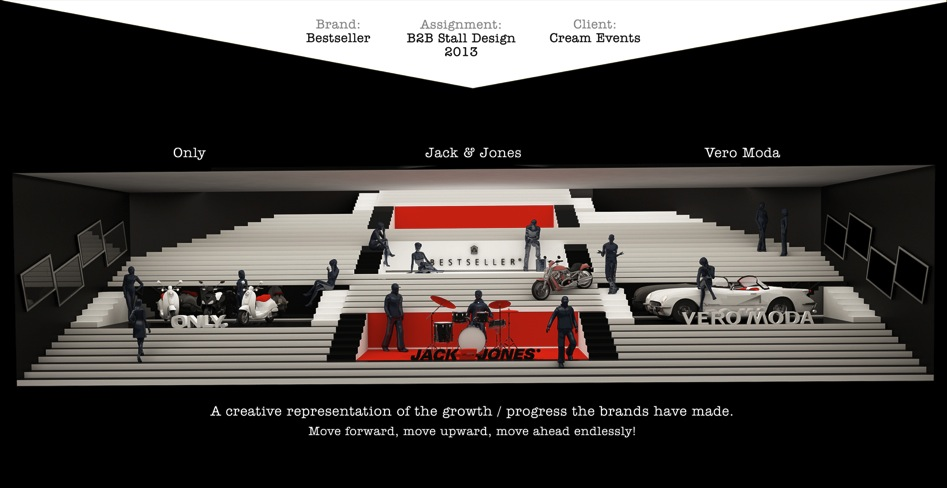 Brand:
Bestseller
Assignment:
B2B Stall Design
2013
Client:
Cream Events
Only
Jack & Jones
Vero Moda
BESTSELLER®
ONLY
VERO MODA
JACK JONES®
A creative representation of the growth / progress the brands have made.
Move forward, move upward, move ahead endlessly!